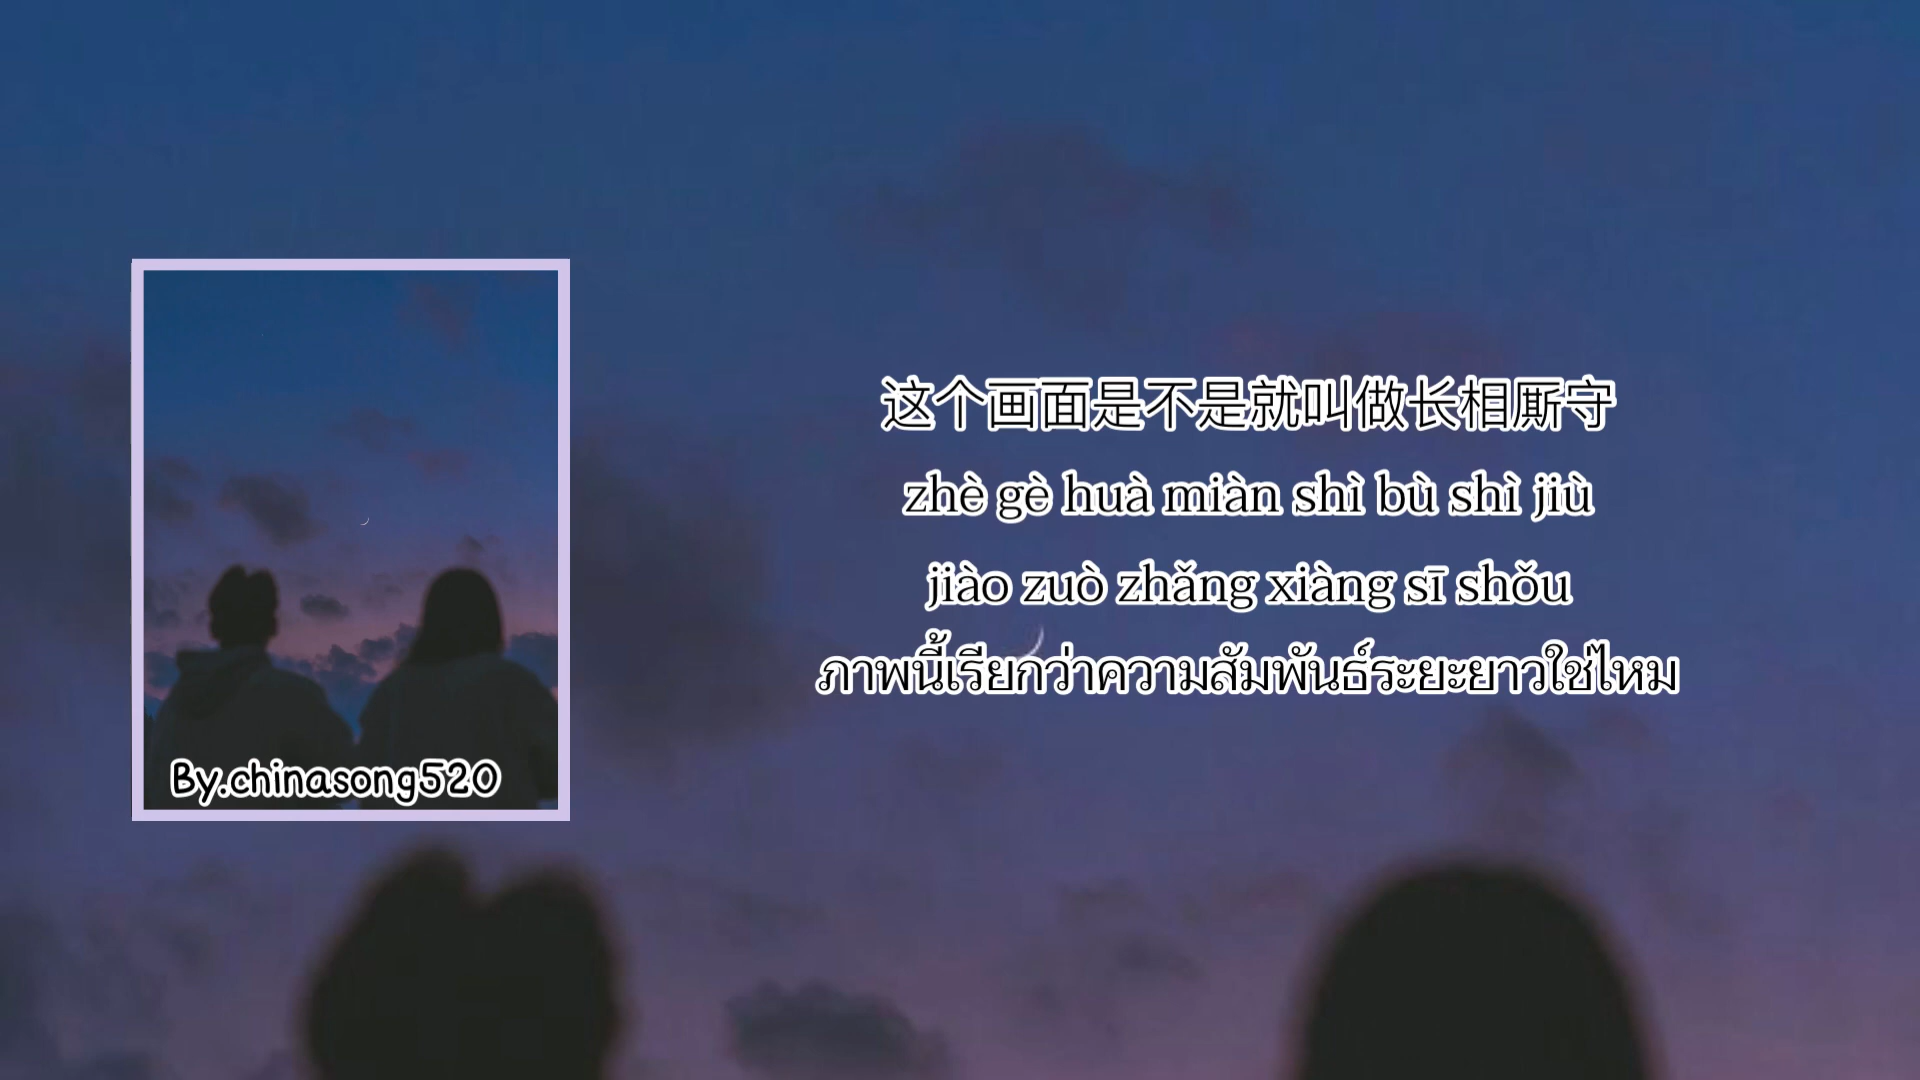 这个画面是不是就叫做长相厮守
zhè gè huà miàn shì bù shì jiù
jiào zuò zhǎng xiàng sī shǒu
ภาพนี้เรียกว่าความสัมพันธ์ระยะยาวใช่ไหม
By.chinasong520